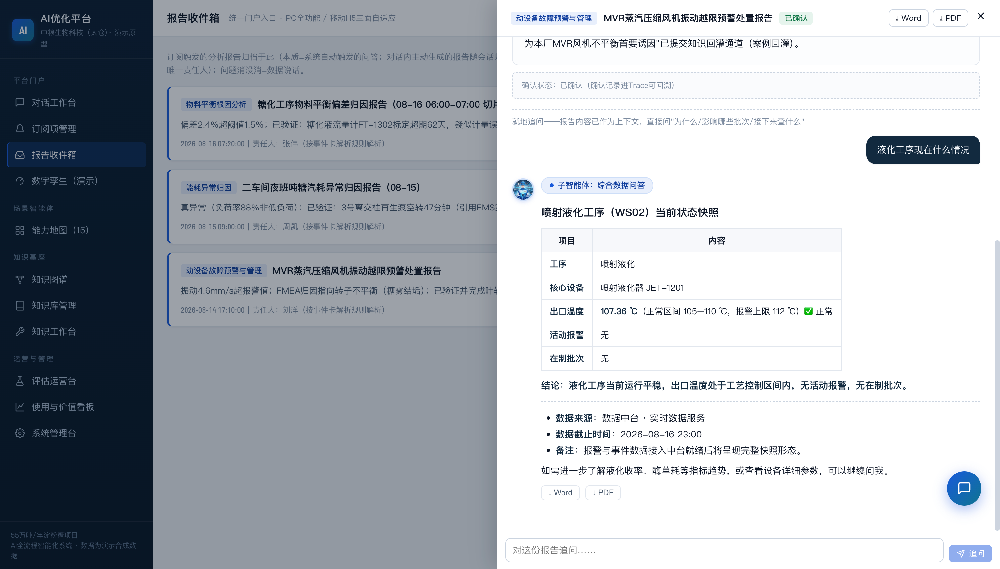 AI
AI优化平台
中粮生物科技（太仓）· 演示原
型
平台门户
对话工作台
订阅项管理
报告收件箱
数字孪生（演示）
场景智能体
能力地图（15）
知识基座
知识图谱
知识库管理
知识工作台
运营与管理
评估运营台
使用与价值看板
系统管理台
55万吨/年淀粉糖项目
AI全流程智能化系统 · 数据为演示合成数
据
报告收件箱 统一门户入口 · PC全功能 / 移动H5三面自适应
订阅触发的分析报告归档于此（本质=系统自动触发的问答；对话内主动生成的报告随会话
唯一责任人）；问题消没消=数据说话。
物料平衡根因分析 糖化工序物料平衡偏差归因报告（08-16 06:00-07:00 切
偏差2.4%超阈值1.5%；已验证：糖化液流量计FT-1302标定超期62天，疑似计量误
2026-08-16 07:20:00 | 责任人：张伟（按事件卡解析规则解析）
能耗异常归因 二车间夜班吨糖汽耗异常归因报告（08-15）
真异常（负荷率88%非低负荷）；已验证：3号离交柱再生泵空转47分钟（引用EMS
2026-08-15 09:00:00 | 责任人：周凯（按事件卡解析规则解析）
动设备故障预警与管理 MVR蒸汽压缩风机振动越限预警处置报告
振动4.6mm/s超报警值；FMEA归因指向转子不平衡（糖雾结垢）；已验证并完成叶
2026-08-14 17:10:00 | 责任人：刘洋（按事件卡解析规则解析）
动设备故障预警与管理 MVR蒸汽压缩风机振动越限预警处置报告 已确认 ↓ Word ↓ PDF
为本厂MVR风机不平衡首要诱因"已提交知识回灌通道（案例回灌）。
确认状态：已确认（确认记录进Trace可回溯）
就地追问——报告内容已作为上下文，直接问"为什么/影响哪些批次/接下来查什么"
液化工序现在什么情况
子智能体：综合数据问答
喷射液化工序（WS02）当前状态快照
项目 内容
工序 喷射液化
核心设备 喷射液化器 JET-1201
出口温度 107.36 ℃（正常区间 105—110 ℃，报警上限 112 ℃）✅ 正常
活动报警 无
在制批次 无
结论：液化工序当前运行平稳，出口温度处于工艺控制区间内，无活动报警，无在制批次。
数据来源：数据中台 · 实时数据服务
数据截止时间：2026-08-16 23:00
备注：报警与事件数据接入中台就绪后将呈现完整快照形态。
如需进一步了解液化收率、酶单耗等指标趋势，或查看设备详细参数，可以继续问我。
↓ Word ↓ PDF
对这份报告追问……
追问